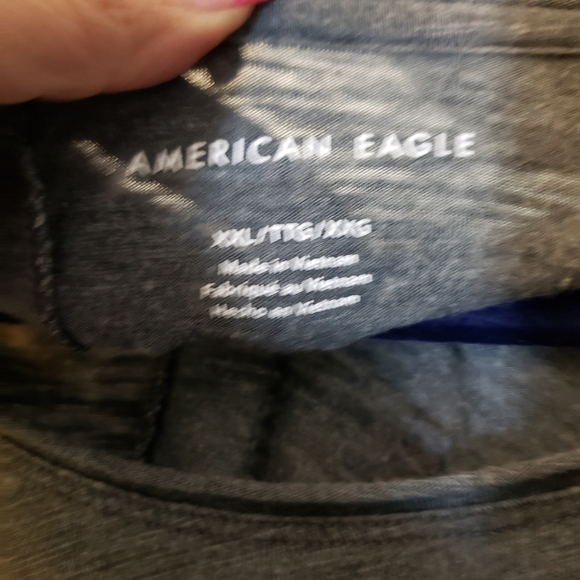 AMERICAN EAGLE
XXL/TTG/XXG
Made in Vietnam
Fabriqué au Vietnam
Hecho en Vietnam